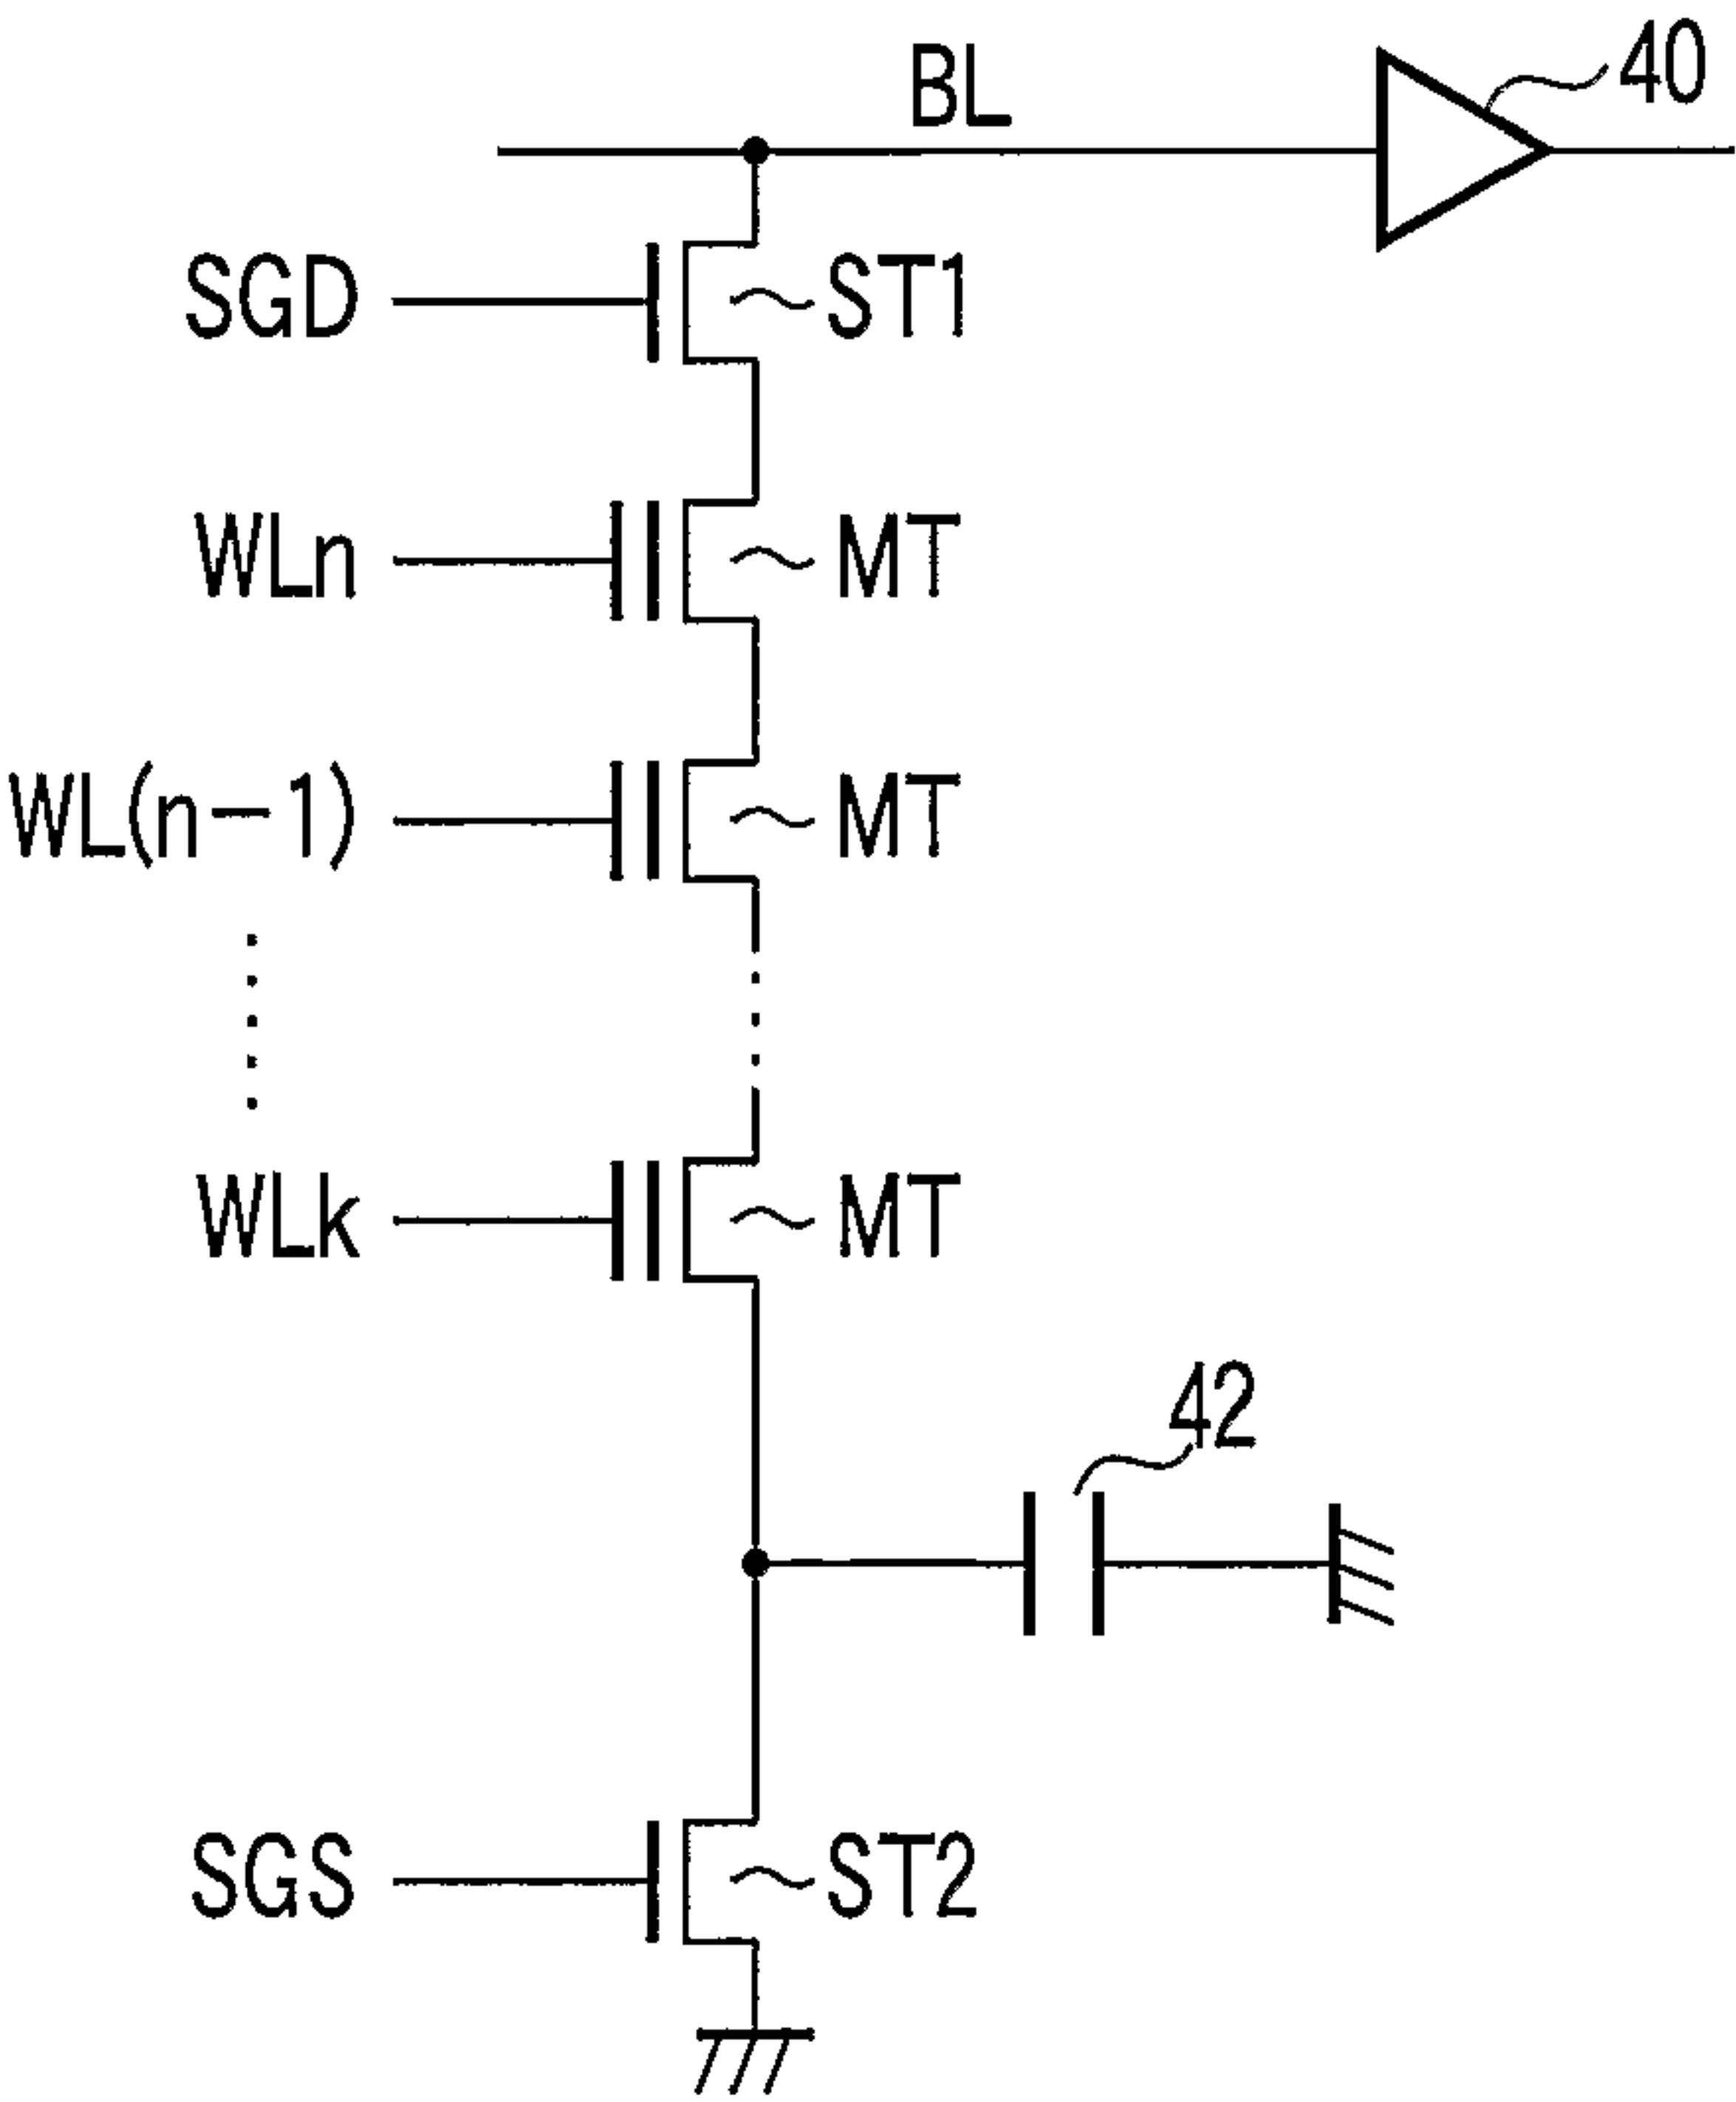 BL 40
SGD ST1
WLn MT
WL(n-1) MT
WLk MT
42
SGS ST2